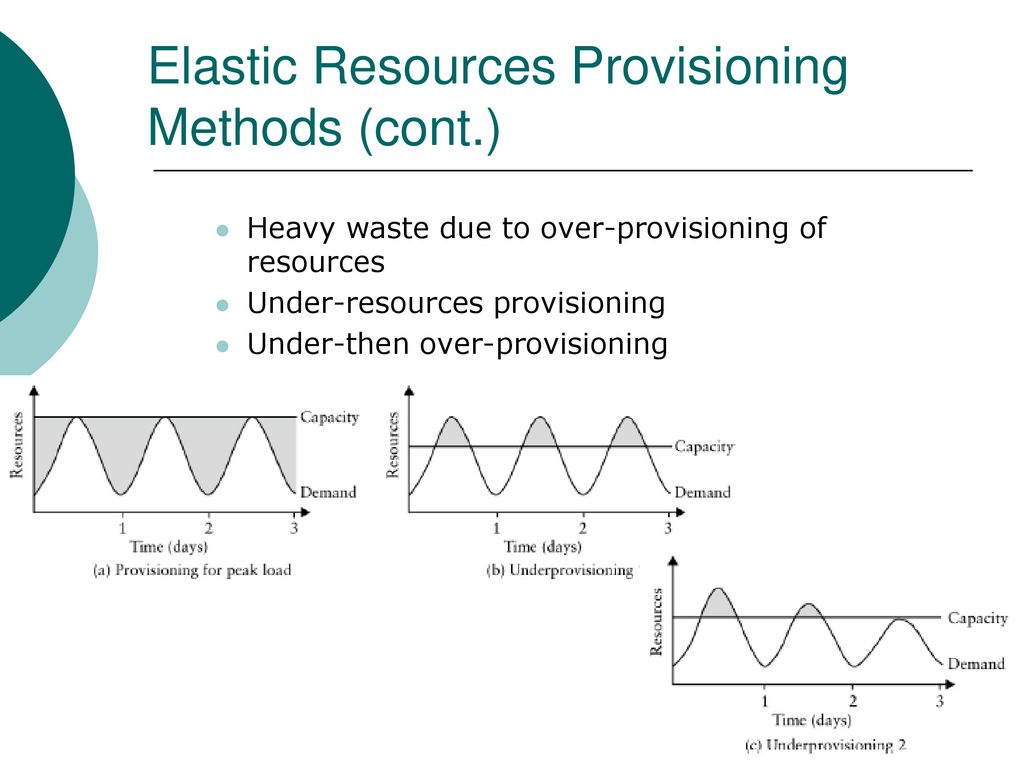 Elastic Resources Provisioning
Methods (cont.)
Heavy waste due to over-provisioning of
resources
Under-resources provisioning
Under-then over-provisioning
Resources
Capacity
Demand
1 2 3
Time (days)
(a) Provisioning for peak load
Resources
Capacity
Demand
1 2 3
Time (days)
(b) Underprovisioning
Resources
Capacity
Demand
1 2 3
Time (days)
(c) Underprovisioning 2